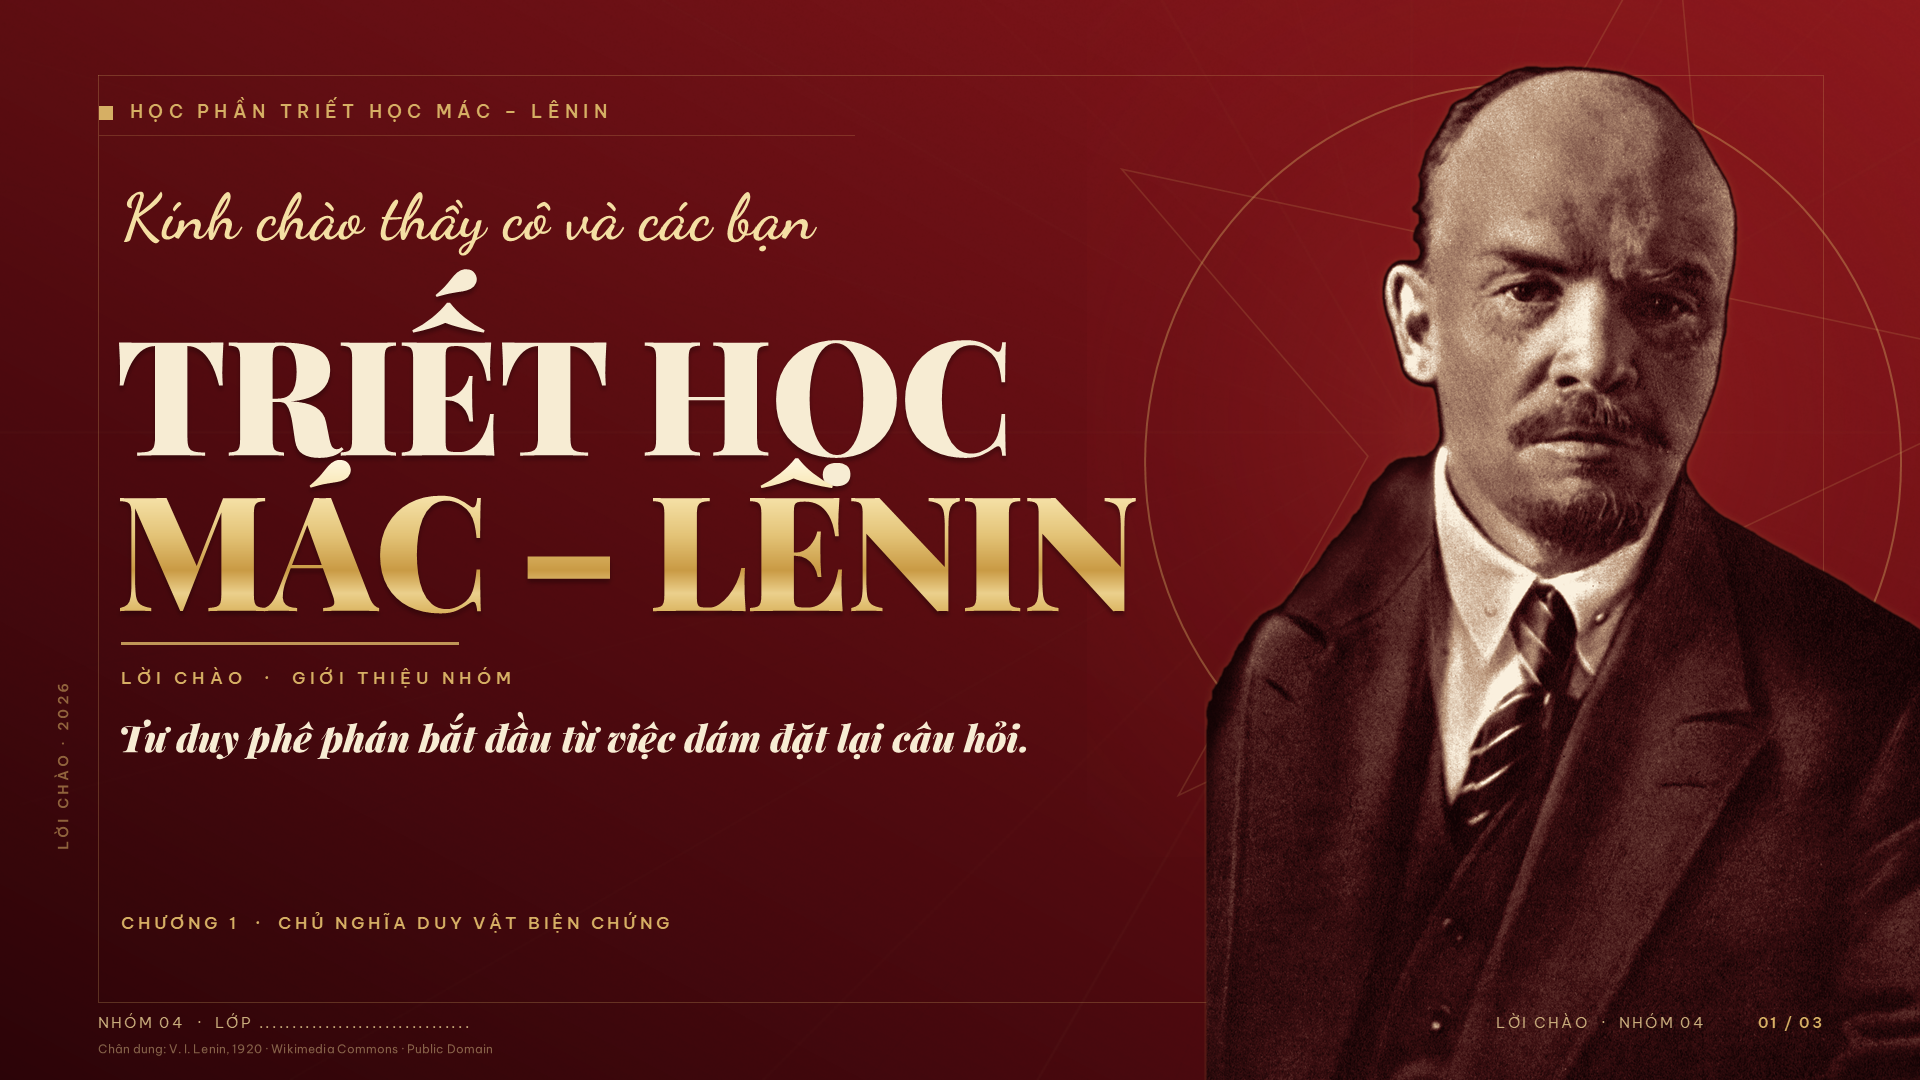 HỌC PHẦN TRIẾT HỌC MÁC – LÊNIN
Kính chào thầy cô và các bạn
TRIẾT HỌC
MÁC – LÊNIN
LỜI CHÀO · GIỚI THIỆU NHÓM
Tư duy phê phán bắt đầu từ việc dám đặt lại câu hỏi.
LỜI CHÀO · 2026
CHƯƠNG 1 · CHỦ NGHĨA DUY VẬT BIỆN CHỨNG
NHÓM 04 · LỚP ................................
Chân dung: V. I. Lenin, 1920 · Wikimedia Commons · Public Domain
LỜI CHÀO · NHÓM 04 01 / 03